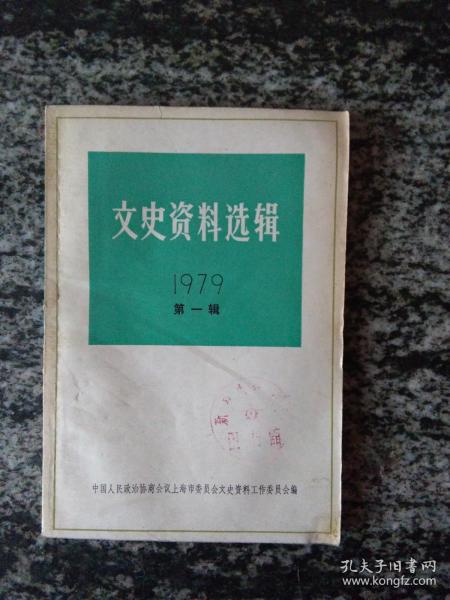 文史资料选辑
1979
第一辑
中国人民政治协商会议上海市委员会文史资料工作委员会编
孔夫子旧书网
www.kongfz.com